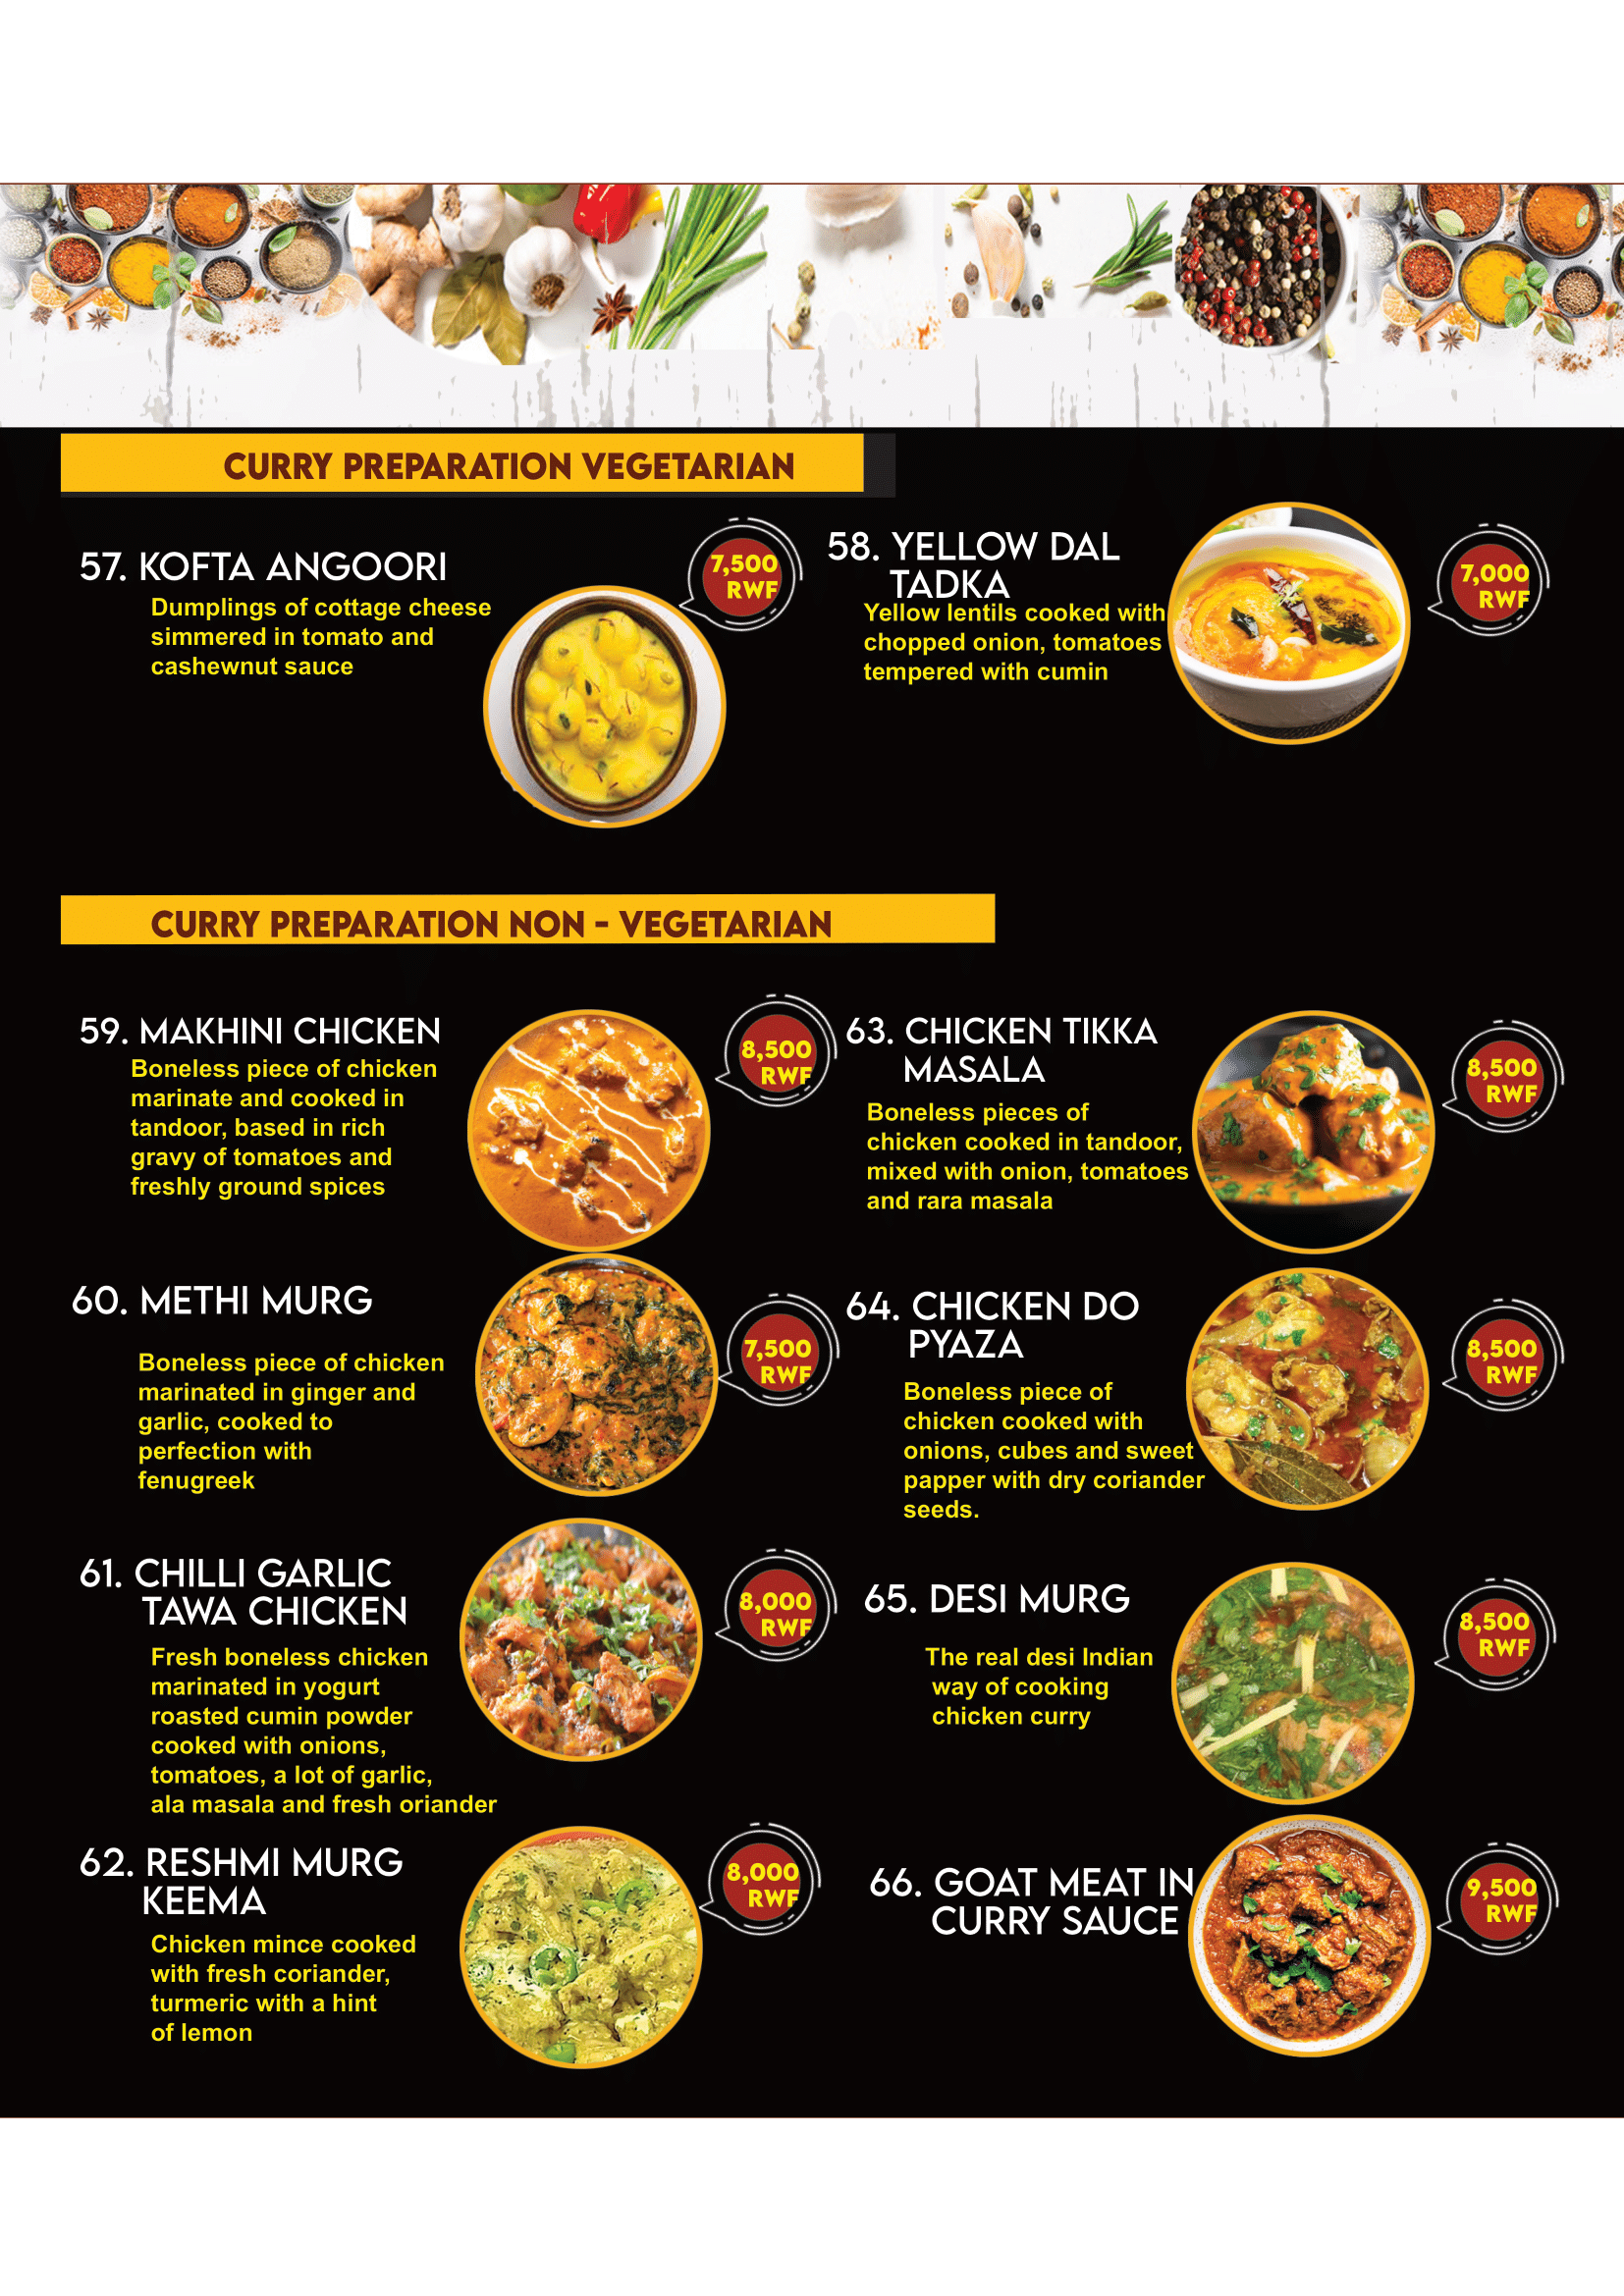 CURRY PREPARATION VEGETARIAN
57. KOFTA ANGOORI
Dumplings of cottage cheese
simmered in tomato and
cashewnut sauce
7,500
RWF
58. YELLOW DAL
TADKA
Yellow lentils cooked with
chopped onion, tomatoes
tempered with cumin
7,000
RWF
CURRY PREPARATION NON - VEGETARIAN
59. MAKHINI CHICKEN
Boneless piece of chicken
marinate and cooked in
tandoor, based in rich
gravy of tomatoes and
freshly ground spices
8,500
RWF
60. METHI MURG
Boneless piece of chicken
marinated in ginger and
garlic, cooked to
perfection with
fenugreek
7,500
RWF
61. CHILLI GARLIC
TAWA CHICKEN
Fresh boneless chicken
marinated in yogurt
roasted cumin powder
cooked with onions,
tomatoes, a lot of garlic,
ala masala and fresh oriander
8,000
RWF
62. RESHMI MURG
KEEMA
Chicken mince cooked
with fresh coriander,
turmeric with a hint
of lemon
8,000
RWF
63. CHICKEN TIKKA
MASALA
Boneless pieces of
chicken cooked in tandoor,
mixed with onion, tomatoes
and rara masala
8,500
RWF
64. CHICKEN DO
PYAZA
Boneless piece of
chicken cooked with
onions, cubes and sweet
papper with dry coriander
seeds.
8,500
RWF
65. DESI MURG
The real desi Indian
way of cooking
chicken curry
8,500
RWF
66. GOAT MEAT IN
CURRY SAUCE
9,500
RWF